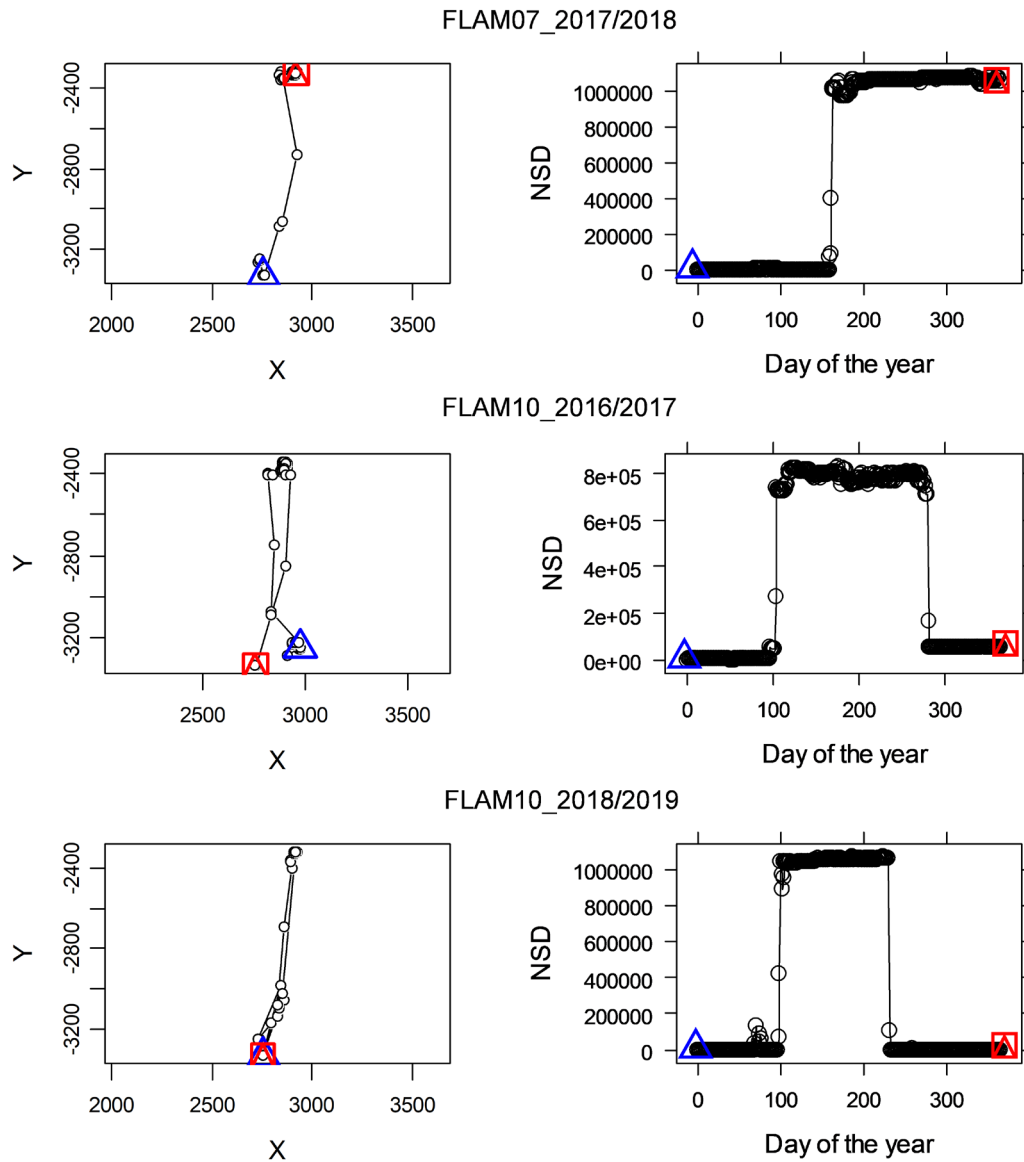 FLAM07_2017/2018
-2400
-2800
-3200
Y
2000 2500 3000 3500
X
1000000
800000
600000
400000
200000
0
NSD
0 100 200 300
Day of the year
FLAM10_2016/2017
-2400
-2800
-3200
Y
2500 3000 3500
X
8e+05
6e+05
4e+05
2e+05
0e+00
NSD
0 100 200 300
Day of the year
FLAM10_2018/2019
-2400
-2800
-3200
Y
2000 2500 3000 3500
X
1000000
800000
600000
400000
200000
0
NSD
0 100 200 300
Day of the year